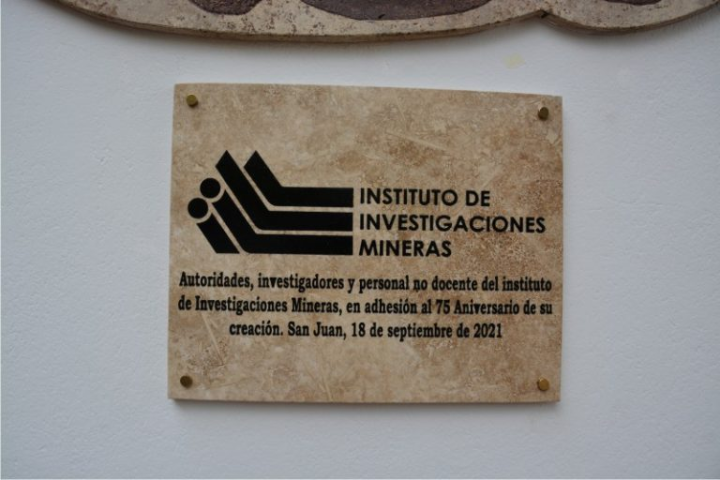 INSTITUTO DE
INVESTIGACIONES
MINERAS
Autoridades, investigadores y personal no docente del instituto
de Investigaciones Mineras, en adhesión al 75 Aniversario de su
creación. San Juan, 18 de septiembre de 2021